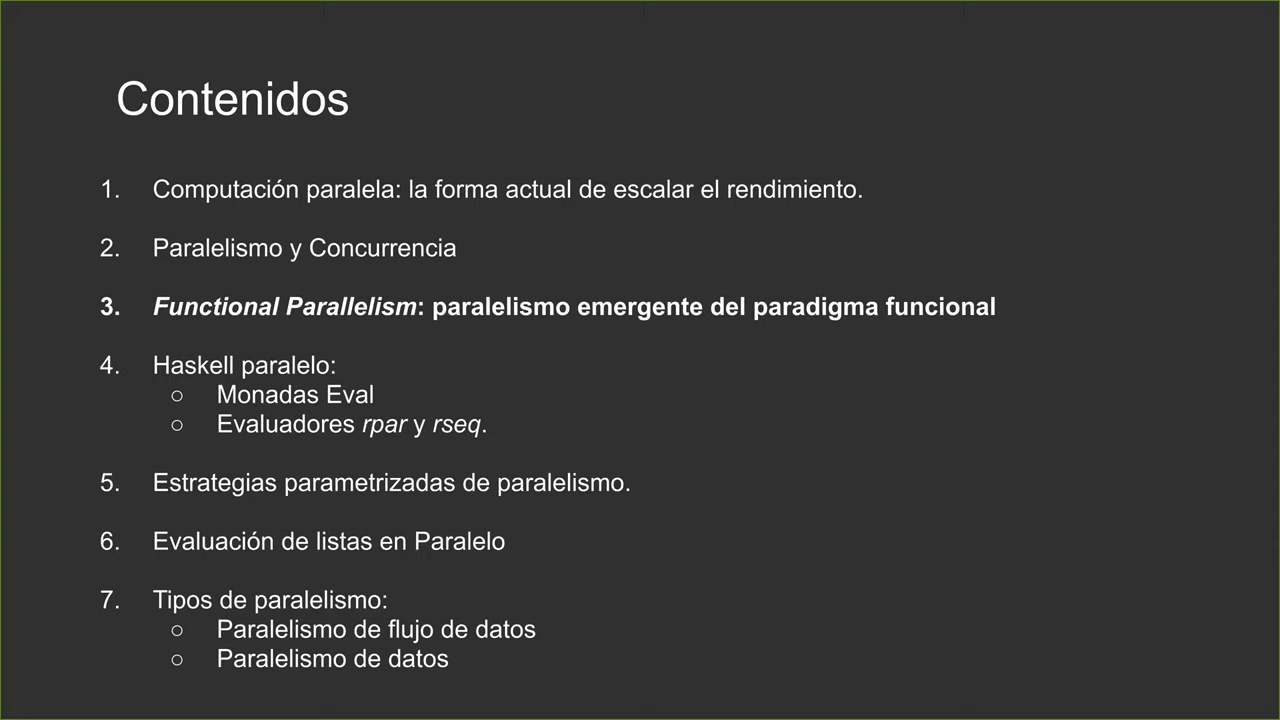 Contenidos
1. Computación paralela: la forma actual de escalar el rendimiento.
2. Paralelismo y Concurrencia
3. Functional Parallelism: paralelismo emergente del paradigma funcional
4. Haskell paralelo:
○ Monadas Eval
○ Evaluadores rpar y rseq.
5. Estrategias parametrizadas de paralelismo.
6. Evaluación de listas en Paralelo
7. Tipos de paralelismo:
○ Paralelismo de flujo de datos
○ Paralelismo de datos